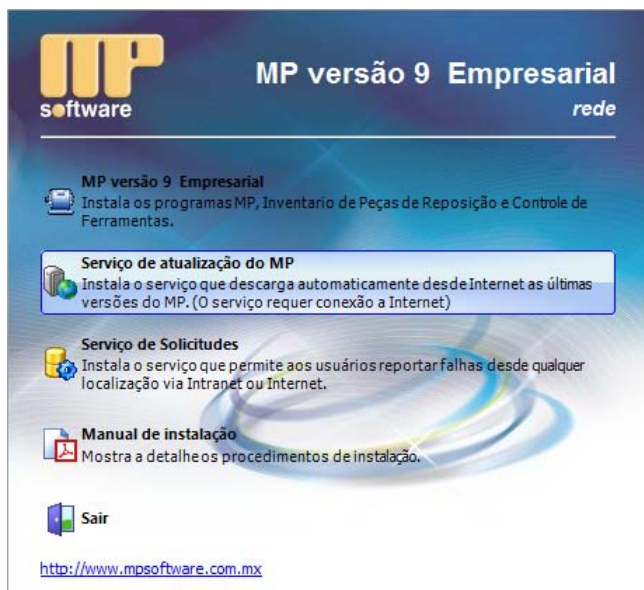 MP
software
MP versão 9 Empresarial
rede
MP versão 9 Empresarial
Instala os programas MP, Inventario de Peças de Reposição e Controle de
Ferramentas.
Serviço de atualização do MP
Instala o serviço que descarga automaticamente desde Internet as últimas
versões do MP. (O serviço requer conexão a Internet)
Serviço de Solicitudes
Instala o serviço que permite aos usuários reportar falhas desde qualquer
localização via Intranet ou Internet.
Manual de instalação
Mostra a detalhe os procedimentos de instalação.
Sair
http://www.mpsoftware.com.mx